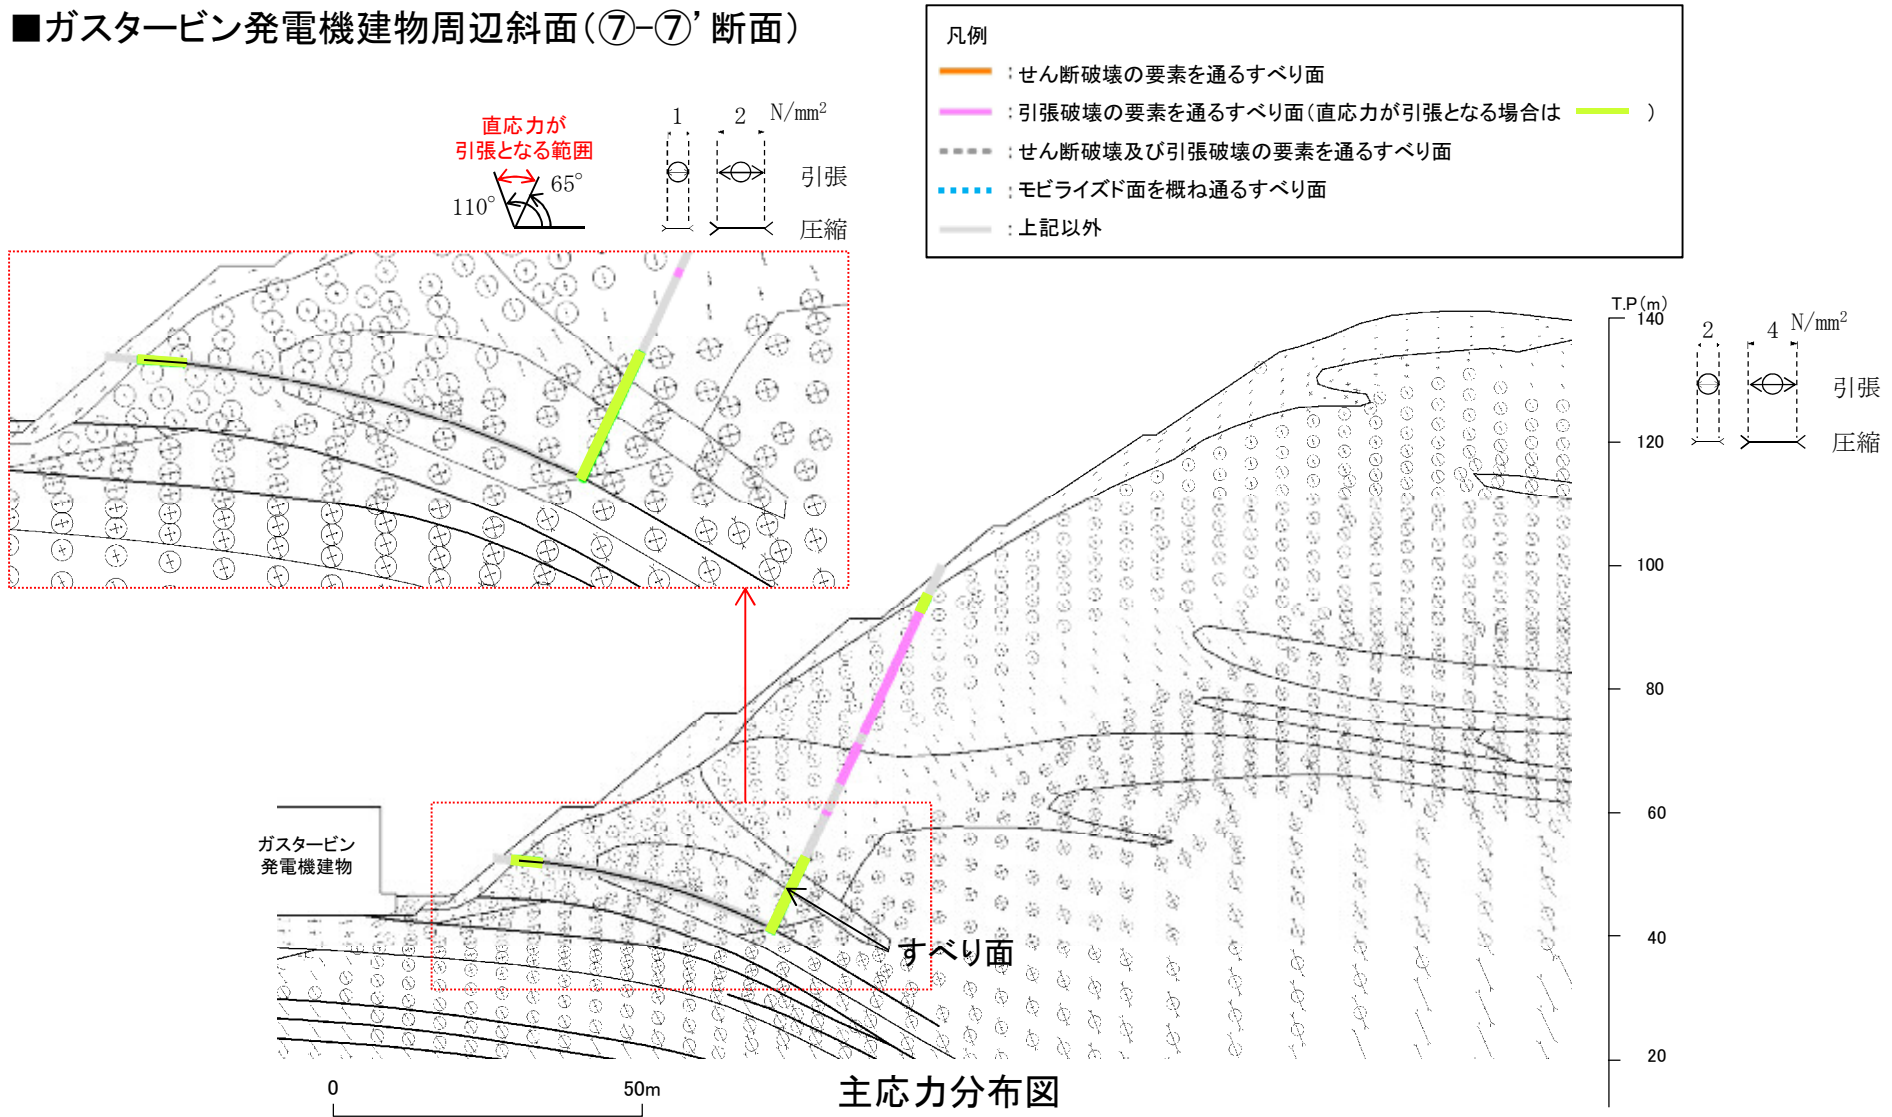 ■ガスタービン発電機建物周辺斜面(⑦-⑦’断面)
凡例
:せん断破壊の要素を通るすべり面
:引張破壊の要素を通るすべり面(直応力が引張となる場合は )
:せん断破壊及び引張破壊の要素を通るすべり面
:モビライズド面を概ね通るすべり面
:上記以外
直応力が
引張となる範囲
65°
110°
1 2 N/mm²
引張
圧縮
T.P(m)
140
120
100
80
60
40
20
2 4 N/mm²
引張
圧縮
ガスタービン
発電機建物
すべり面
0 50m
主応力分布図